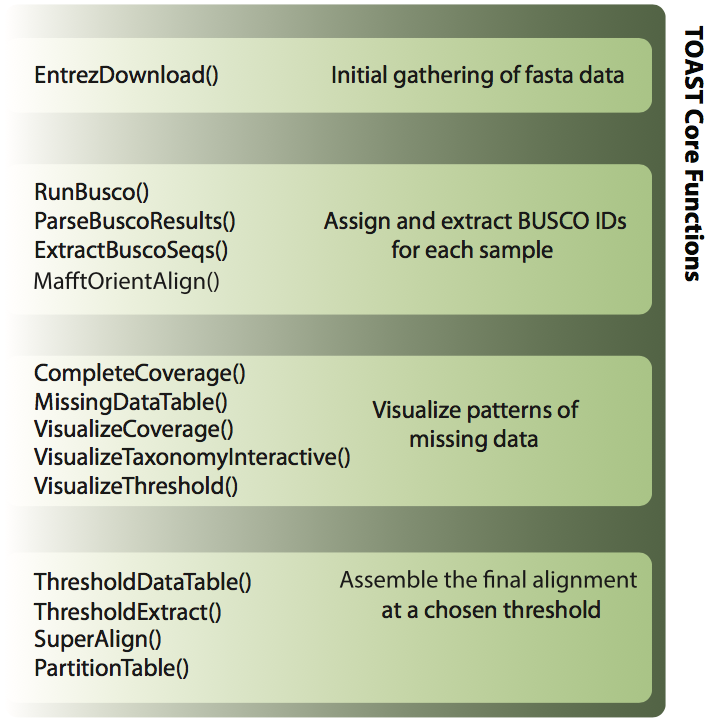 EntrezDownload()
Initial gathering of fasta data
RunBusco()
ParseBuscoResults()
ExtractBuscoSeqs()
MafftOrientAlign()
Assign and extract BUSCO IDs
for each sample
CompleteCoverage()
MissingDataTable()
VisualizeCoverage()
VisualizeTaxonomyInteractive()
VisualizeThreshold()
Visualize patterns of
missing data
ThresholdDataTable()
ThresholdExtract()
SuperAlign()
PartitionTable()
Assemble the final alignment
at a chosen threshold
TOAST Core Functions